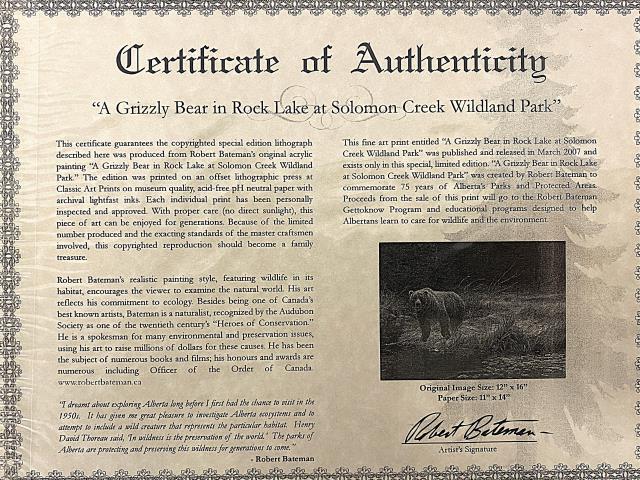 Certificate of Authenticity
"A Grizzly Bear in Rock Lake at Solomon Creek Wildland Park"
This certificate guarantees the copyrighted special edition lithograph
described here was produced from Robert Bateman's original acrylic
painting "A Grizzly Bear in Rock Lake at Solomon Creek Wildland
Park." The edition was printed on an offset lithographic press at
Classic Art Prints on museum quality, acid-free pH neutral paper with
archival lightfast inks. Each individual print has been personally
inspected and approved. With proper care (no direct sunlight), this
piece of art can be enjoyed for generations. Because of the limited
number produced and the exacting standards of the master craftsmen
involved, this copyrighted reproduction should become a family
treasure.
Robert Bateman's realistic painting style, featuring wildlife in its
habitat, encourages the viewer to examine the natural world. His art
reflects his commitment to ecology. Besides being one of Canada's
best known artists, Bateman is a naturalist, recognized by the Audubon
Society as one of the twentieth century's "Heroes of Conservation."
He is a spokesman for many environmental and preservation issues,
using his art to raise millions of dollars for these causes. He has been
the subject of numerous books and films; his honours and awards are
numerous including Officer of the Order of Canada.
www.robertbateman.ca
"I dreamt about exploring Alberta long before I first had the chance to visit in the
1950s. It has given me great pleasure to investigate Alberta ecosystems and to
attempt to include a wild creature that represents the particular habitat. Henry
David Thoreau said, 'In wildness is the preservation of the world.' The parks of
Alberta are protecting and preserving this wildness for generations to come."
- Robert Bateman
This fine art print entitled "A Grizzly Bear in Rock Lake at Solomon
Creek Wildland Park" was published and released in March 2007 and
exists only in this special, limited edition. "A Grizzly Bear in Rock Lake
at Solomon Creek Wildland Park" was created by Robert Bateman to
commemorate 75 years of Alberta's Parks and Protected Areas.
Proceeds from the sale of this print will go to the Robert Bateman
Gettoknow Program and educational programs designed to help
Albertans learn to care for wildlife and the environment.
Original Image Size: 12" x 16"
Paper Size: 11" x 14"
Robert Bateman
Artist's Signature